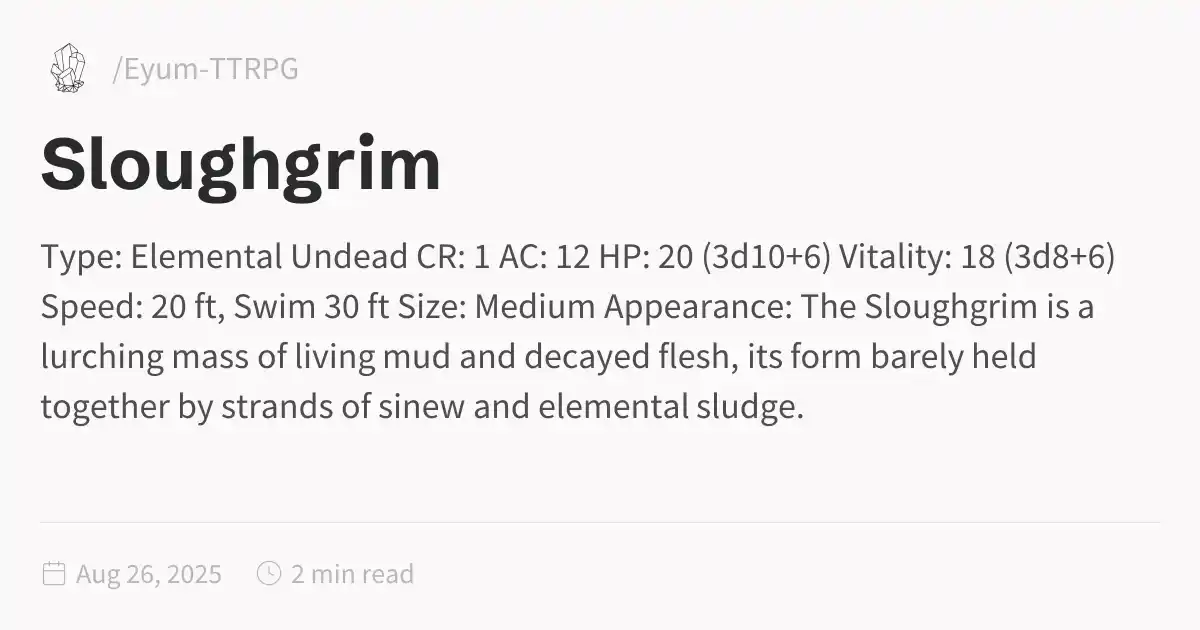 /Eyum-TTRPG
Sloughgrim
Type: Elemental Undead CR: 1 AC: 12 HP: 20 (3d10+6) Vitality: 18 (3d8+6)
Speed: 20 ft, Swim 30 ft Size: Medium Appearance: The Sloughgrim is a
lurching mass of living mud and decayed flesh, its form barely held
together by strands of sinew and elemental sludge.
Aug 26, 2025 2 min read